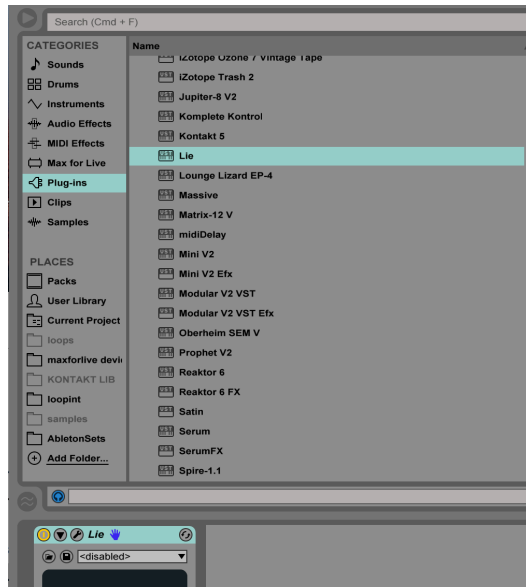 Search (Cmd + F)
CATEGORIES
Sounds
Drums
Instruments
Audio Effects
MIDI Effects
Max for Live
Plug-ins
Clips
Samples
PLACES
Packs
User Library
Current Project
loops
maxforlive devi
KONTAKT LIB
loopint
samples
AbletonSets
Add Folder...
Name
iZotope Ozone 7 Vintage Tape
iZotope Trash 2
Jupiter-8 V2
Komplete Kontrol
Kontakt 5
Lie
Lounge Lizard EP-4
Massive
Matrix-12 V
midiDelay
Mini V2
Mini V2 Efx
Modular V2 VST
Modular V2 VST Efx
Oberheim SEM V
Prophet V2
Reaktor 6
Reaktor 6 FX
Satin
Serum
SerumFX
Spire-1.1
Lie
<disabled>